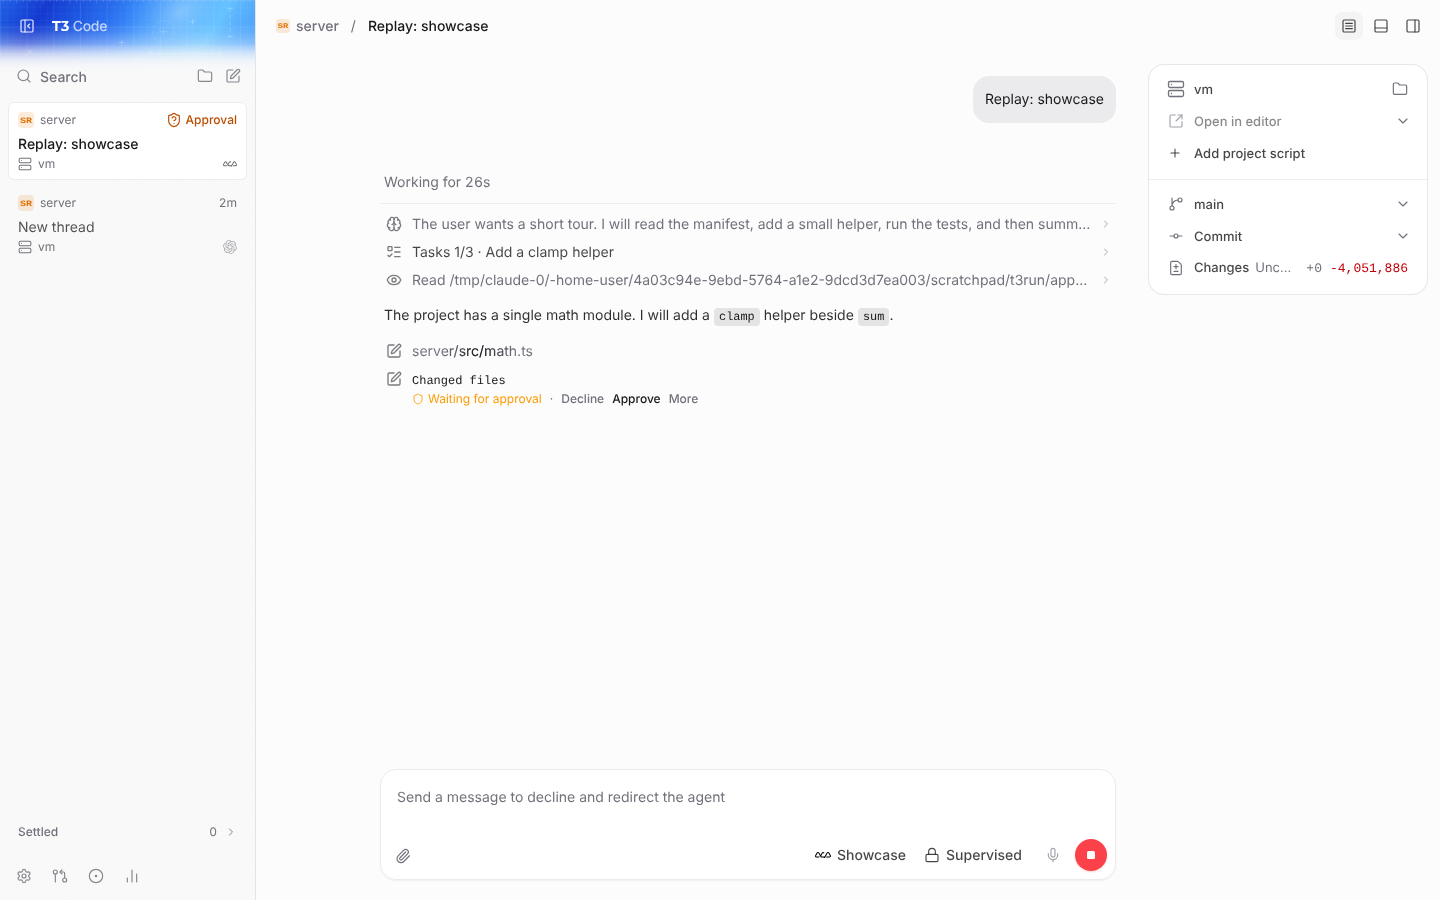 T3 Code
Search
SR server Approval
Replay: showcase
vm
SR server 2m
New thread
vm
Settled 0
SR server / Replay: showcase
Replay: showcase
Working for 26s
The user wants a short tour. I will read the manifest, add a small helper, run the tests, and then summ...
Tasks 1/3 · Add a clamp helper
Read /tmp/claude-0/-home-user/4a03c94e-9ebd-5764-a1e2-9dcd3d7ea003/scratchpad/t3run/app...
The project has a single math module. I will add a clamp helper beside sum.
server/src/math.ts
Changed files
Waiting for approval · Decline Approve More
Send a message to decline and redirect the agent
Showcase Supervised
vm
Open in editor
Add project script
main
Commit
Changes Unc... +0 -4,051,886